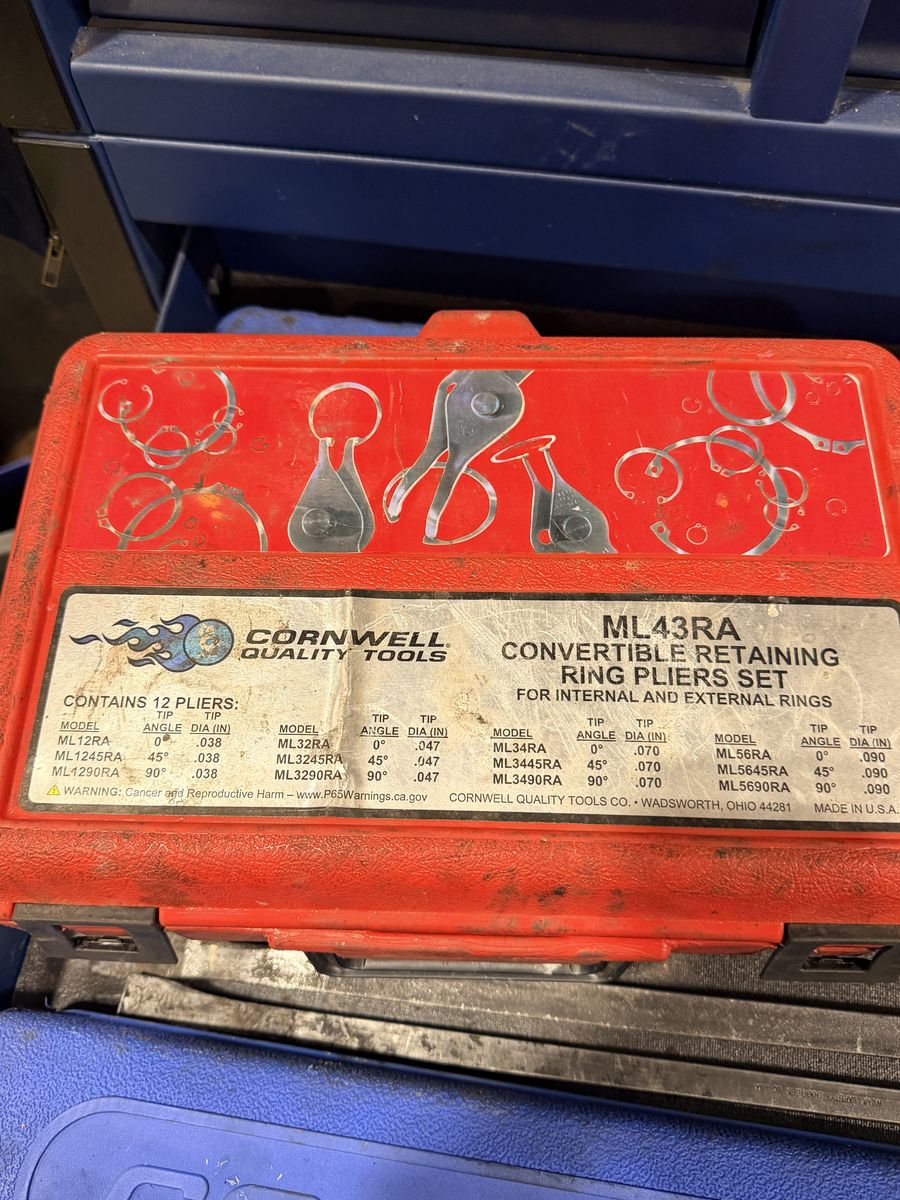 CORNWELL®
QUALITY TOOLS
ML43RA
CONVERTIBLE RETAINING
RING PLIERS SET
FOR INTERNAL AND EXTERNAL RINGS
CONTAINS 12 PLIERS:
MODEL TIP ANGLE TIP DIA (IN)
ML12RA 0° .038
ML1245RA 45° .038
ML1290RA 90° .038
MODEL TIP ANGLE TIP DIA (IN)
ML32RA 0° .047
ML3245RA 45° .047
ML3290RA 90° .047
MODEL TIP ANGLE TIP DIA (IN)
ML34RA 0° .070
ML3445RA 45° .070
ML3490RA 90° .070
MODEL TIP ANGLE TIP DIA (IN)
ML56RA 0° .090
ML5645RA 45° .090
ML5690RA 90° .090
WARNING: Cancer and Reproductive Harm – www.P65Warnings.ca.gov
CORNWELL QUALITY TOOLS CO. • WADSWORTH, OHIO 44281
MADE IN U.S.A.
WEAR SAFETY GOGGLES